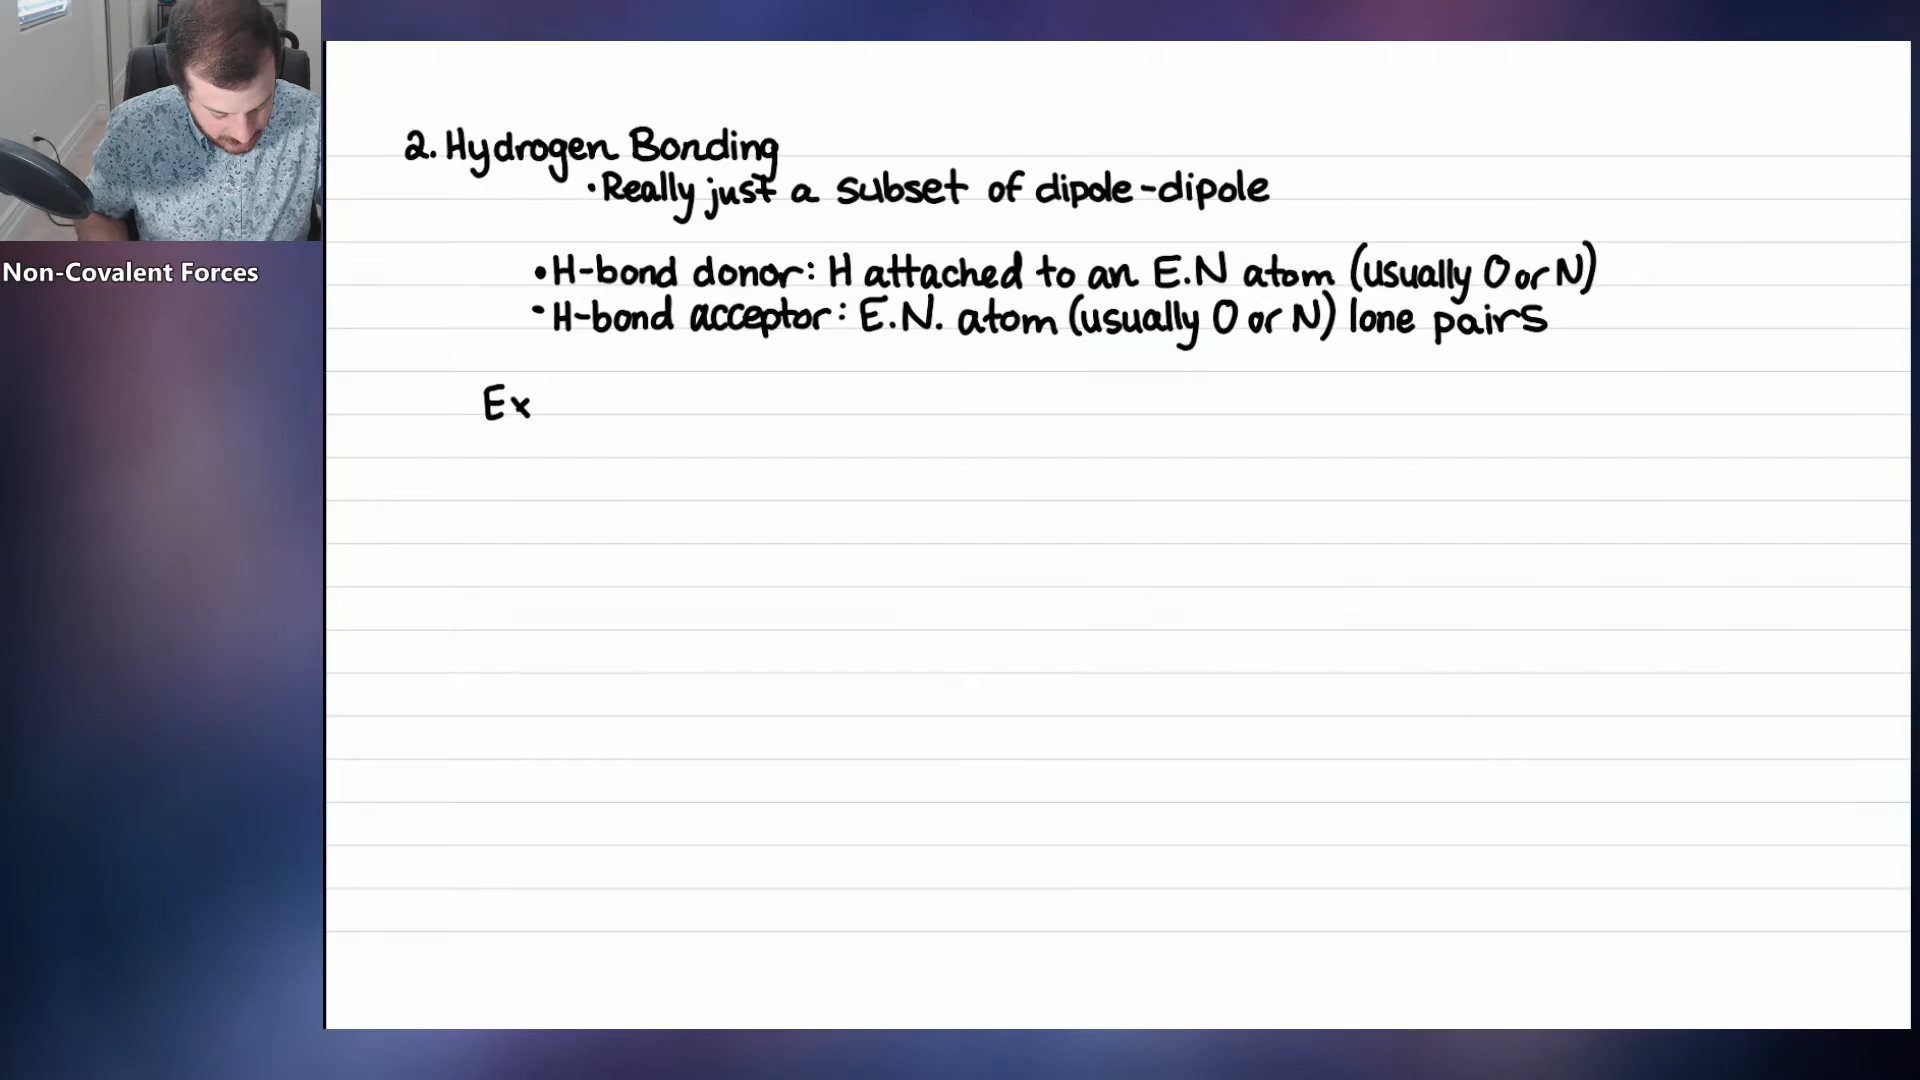 2. Hydrogen Bonding
• Really just a subset of dipole-dipole
Non-Covalent Forces
• H-bond donor: H attached to an E.N atom (usually O or N)
• H-bond acceptor: E.N. atom (usually O or N) lone pairs
Ex